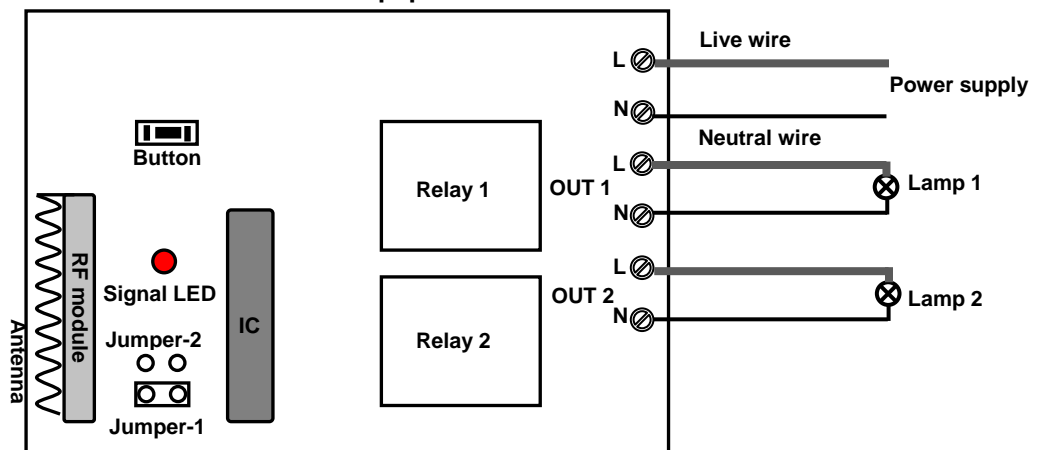 Live wire
L
Power supply
N
Button
Neutral wire
L
Relay 1
OUT 1
Lamp 1
N
RF module
L
Signal LED
OUT 2
Lamp 2
IC
N
Antenna
Jumper-2
Relay 2
Jumper-1